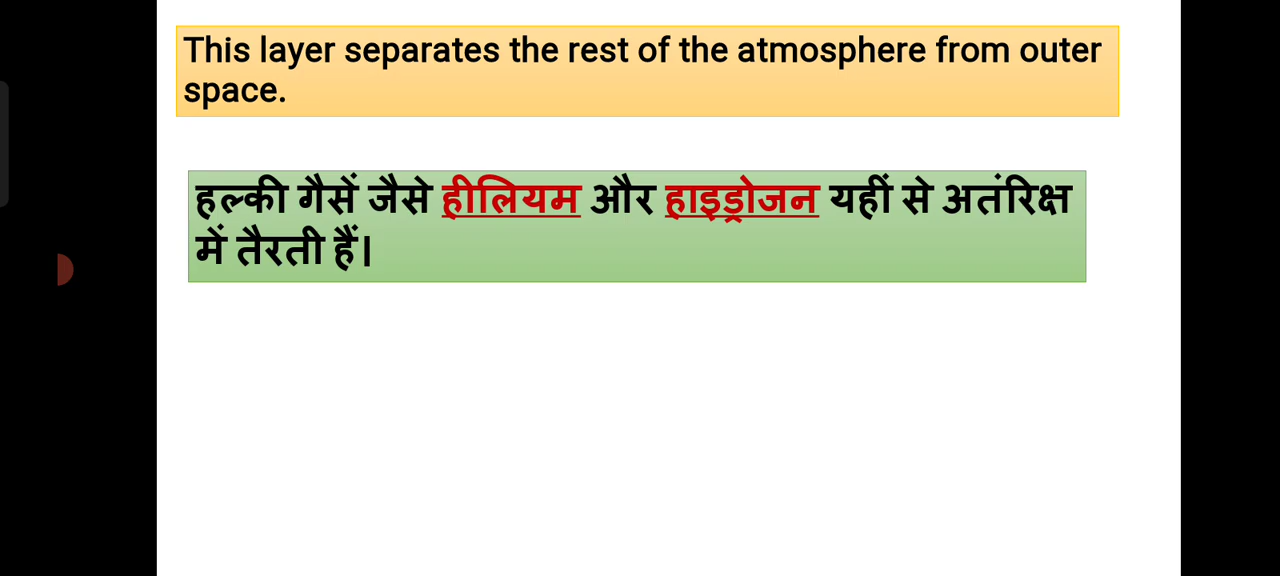 This layer separates the rest of the atmosphere from outer
space.
हल्की गैसें जैसे हीलियम और हाइड्रोजन यहीं से अतंरिक्ष
में तैरती हैं।